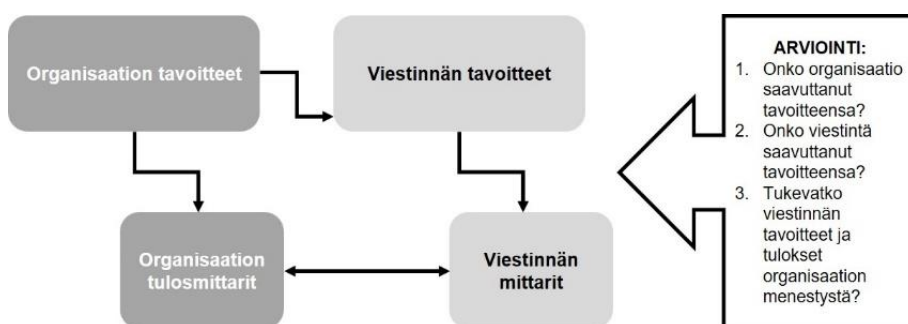 Organisaation tavoitteet
Viestinnän tavoitteet
Organisaation
tulosmittarit
Viestinnän
mittarit
ARVIOINTI:
1. Onko organisaatio
saavuttanut
tavoitteensa?
2. Onko viestintä
saavuttanut
tavoitteensa?
3. Tukevatko
viestinnän
tavoitteet ja
tulokset
organisaation
menestystä?